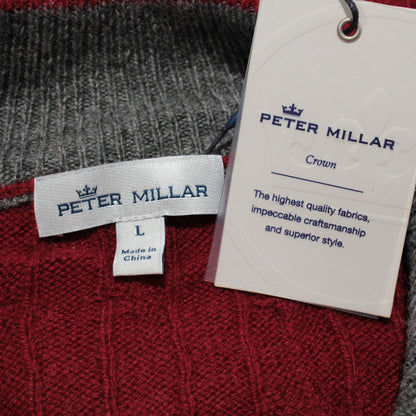 PETER MILLAR
Crown
The highest quality fabrics,
impeccable craftsmanship
and superior style.
PETER MILLAR
L
Made in
China